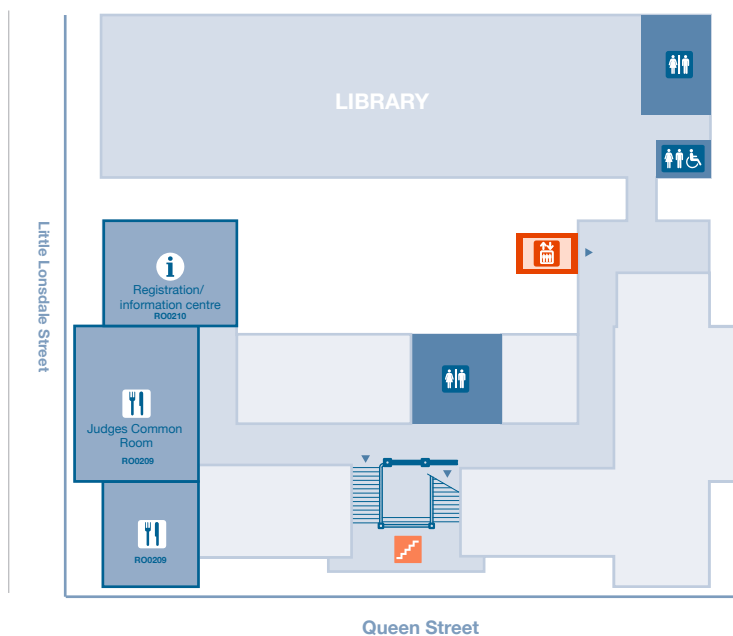 LIBRARY
Little Lonsdale Street
Registration/
information centre
RO0210
Judges Common
Room
RO0209
RO0209
Queen Street